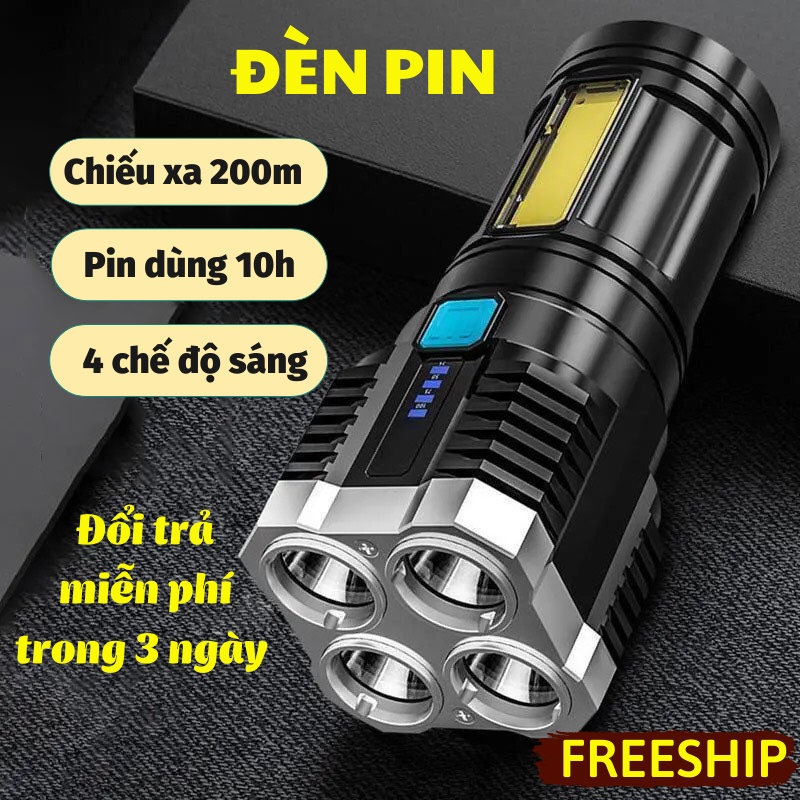 ĐÈN PIN
Chiếu xa 200m
Pin dùng 10h
4 chế độ sáng
Đổi trả
miễn phí
trong 3 ngày
FREESHIP